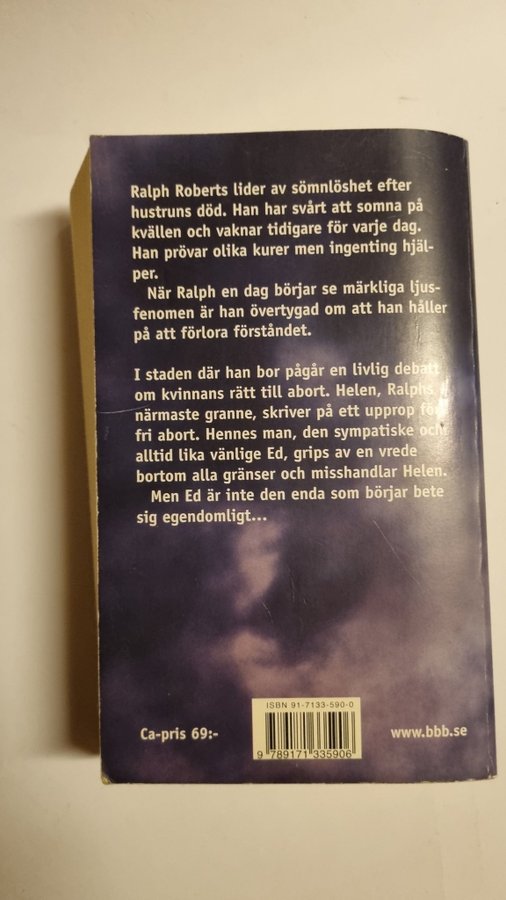 Ralph Roberts lider av sömnlöshet efter
hustruns död. Han har svårt att somna på
kvällen och vaknar tidigare för varje dag.
Han prövar olika kurer men ingenting hjäl-
per.
När Ralph en dag börjar se märkliga ljus-
fenomen är han övertygad om att han håller
på att förlora förståndet.
I staden där han bor pågår en livlig debatt
om kvinnans rätt till abort. Helen, Ralphs
närmaste granne, skriver på ett upprop för
fri abort. Hennes man, den sympatiske och
alltid lika vänlige Ed, grips av en vrede
bortom alla gränser och misshandlar Helen.
Men Ed är inte den enda som börjar bete
sig egendomligt...
ISBN 91-7133-590-0
Ca-pris 69:-
www.bbb.se
9 789171 335906